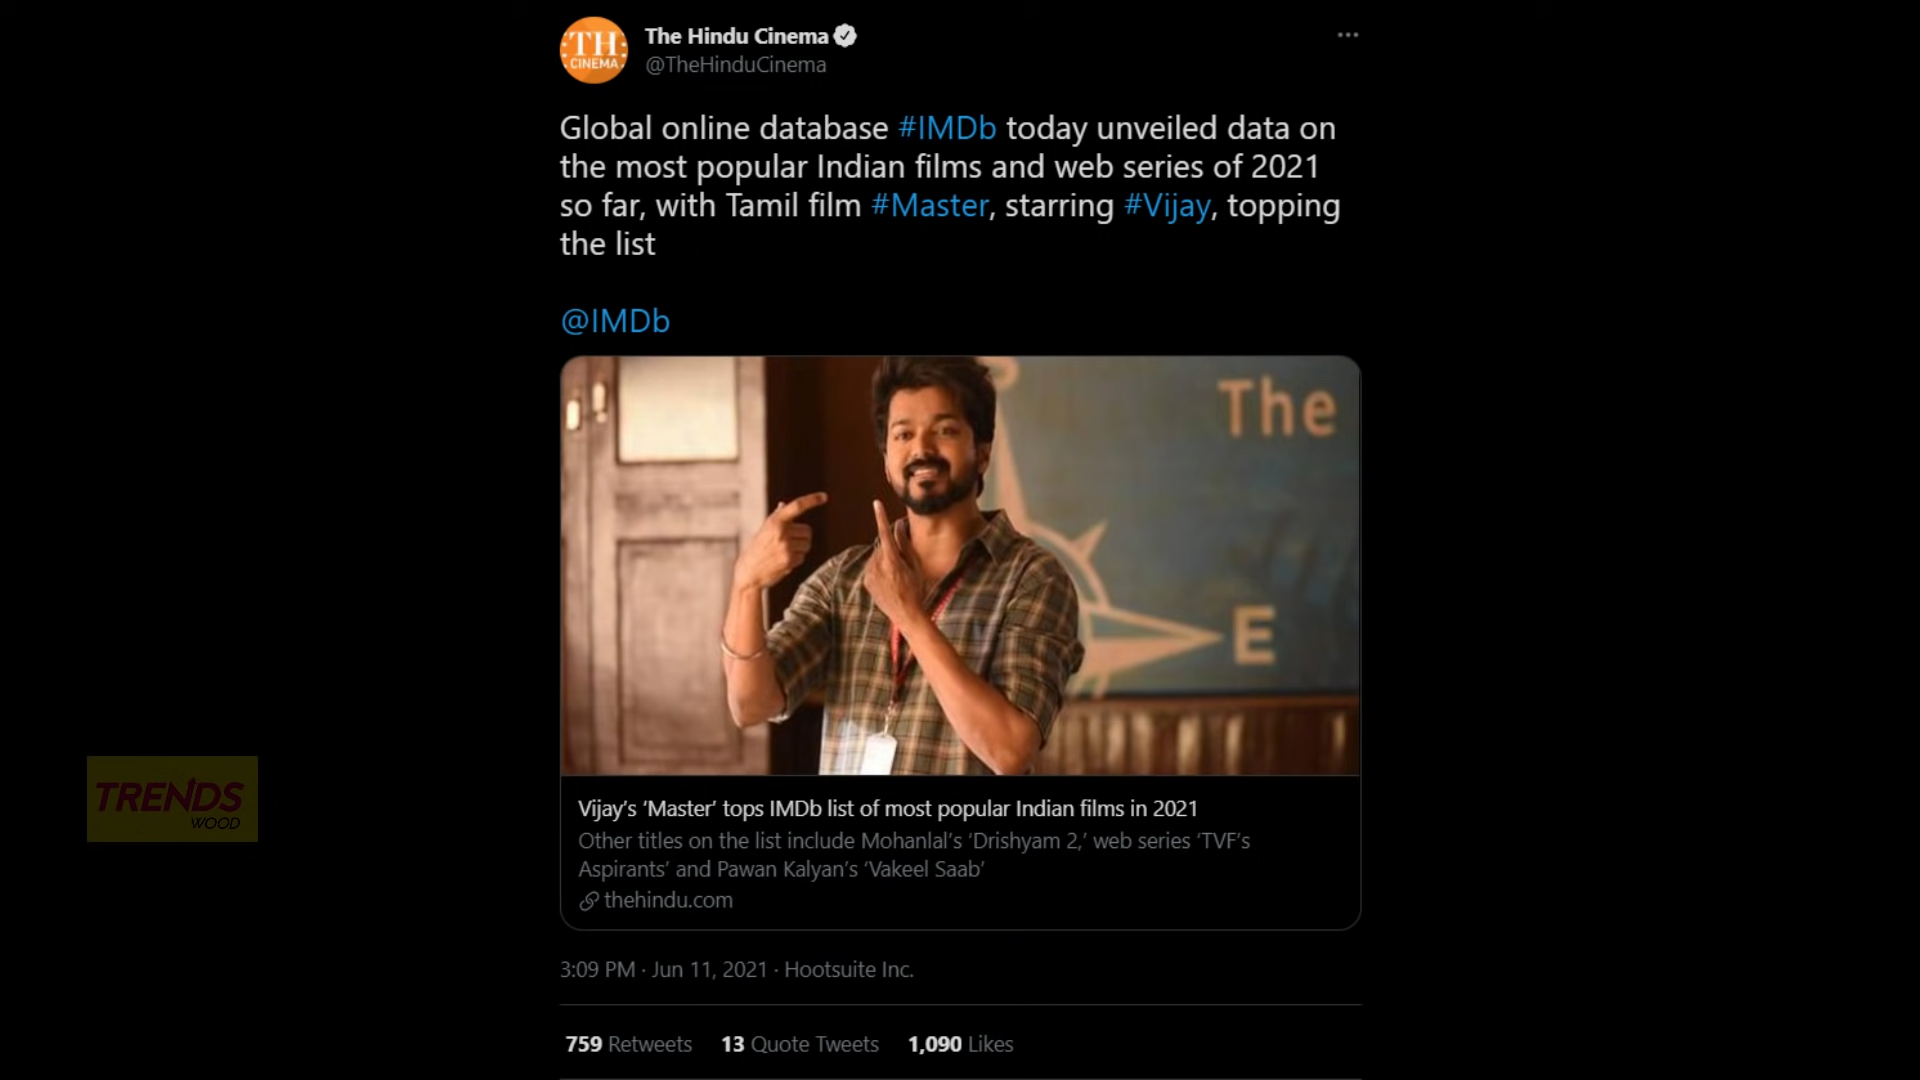 TH
CINEMA
The Hindu Cinema
@TheHinduCinema
Global online database #IMDb today unveiled data on
the most popular Indian films and web series of 2021
so far, with Tamil film #Master, starring #Vijay, topping
the list
@IMDb
The
E
Vijay’s ‘Master’ tops IMDb list of most popular Indian films in 2021
Other titles on the list include Mohanlal’s ‘Drishyam 2,’ web series ‘TVF’s
Aspirants’ and Pawan Kalyan’s ‘Vakeel Saab’
thehindu.com
3:09 PM · Jun 11, 2021 · Hootsuite Inc.
759 Retweets 13 Quote Tweets 1,090 Likes
TRENDS
WOOD